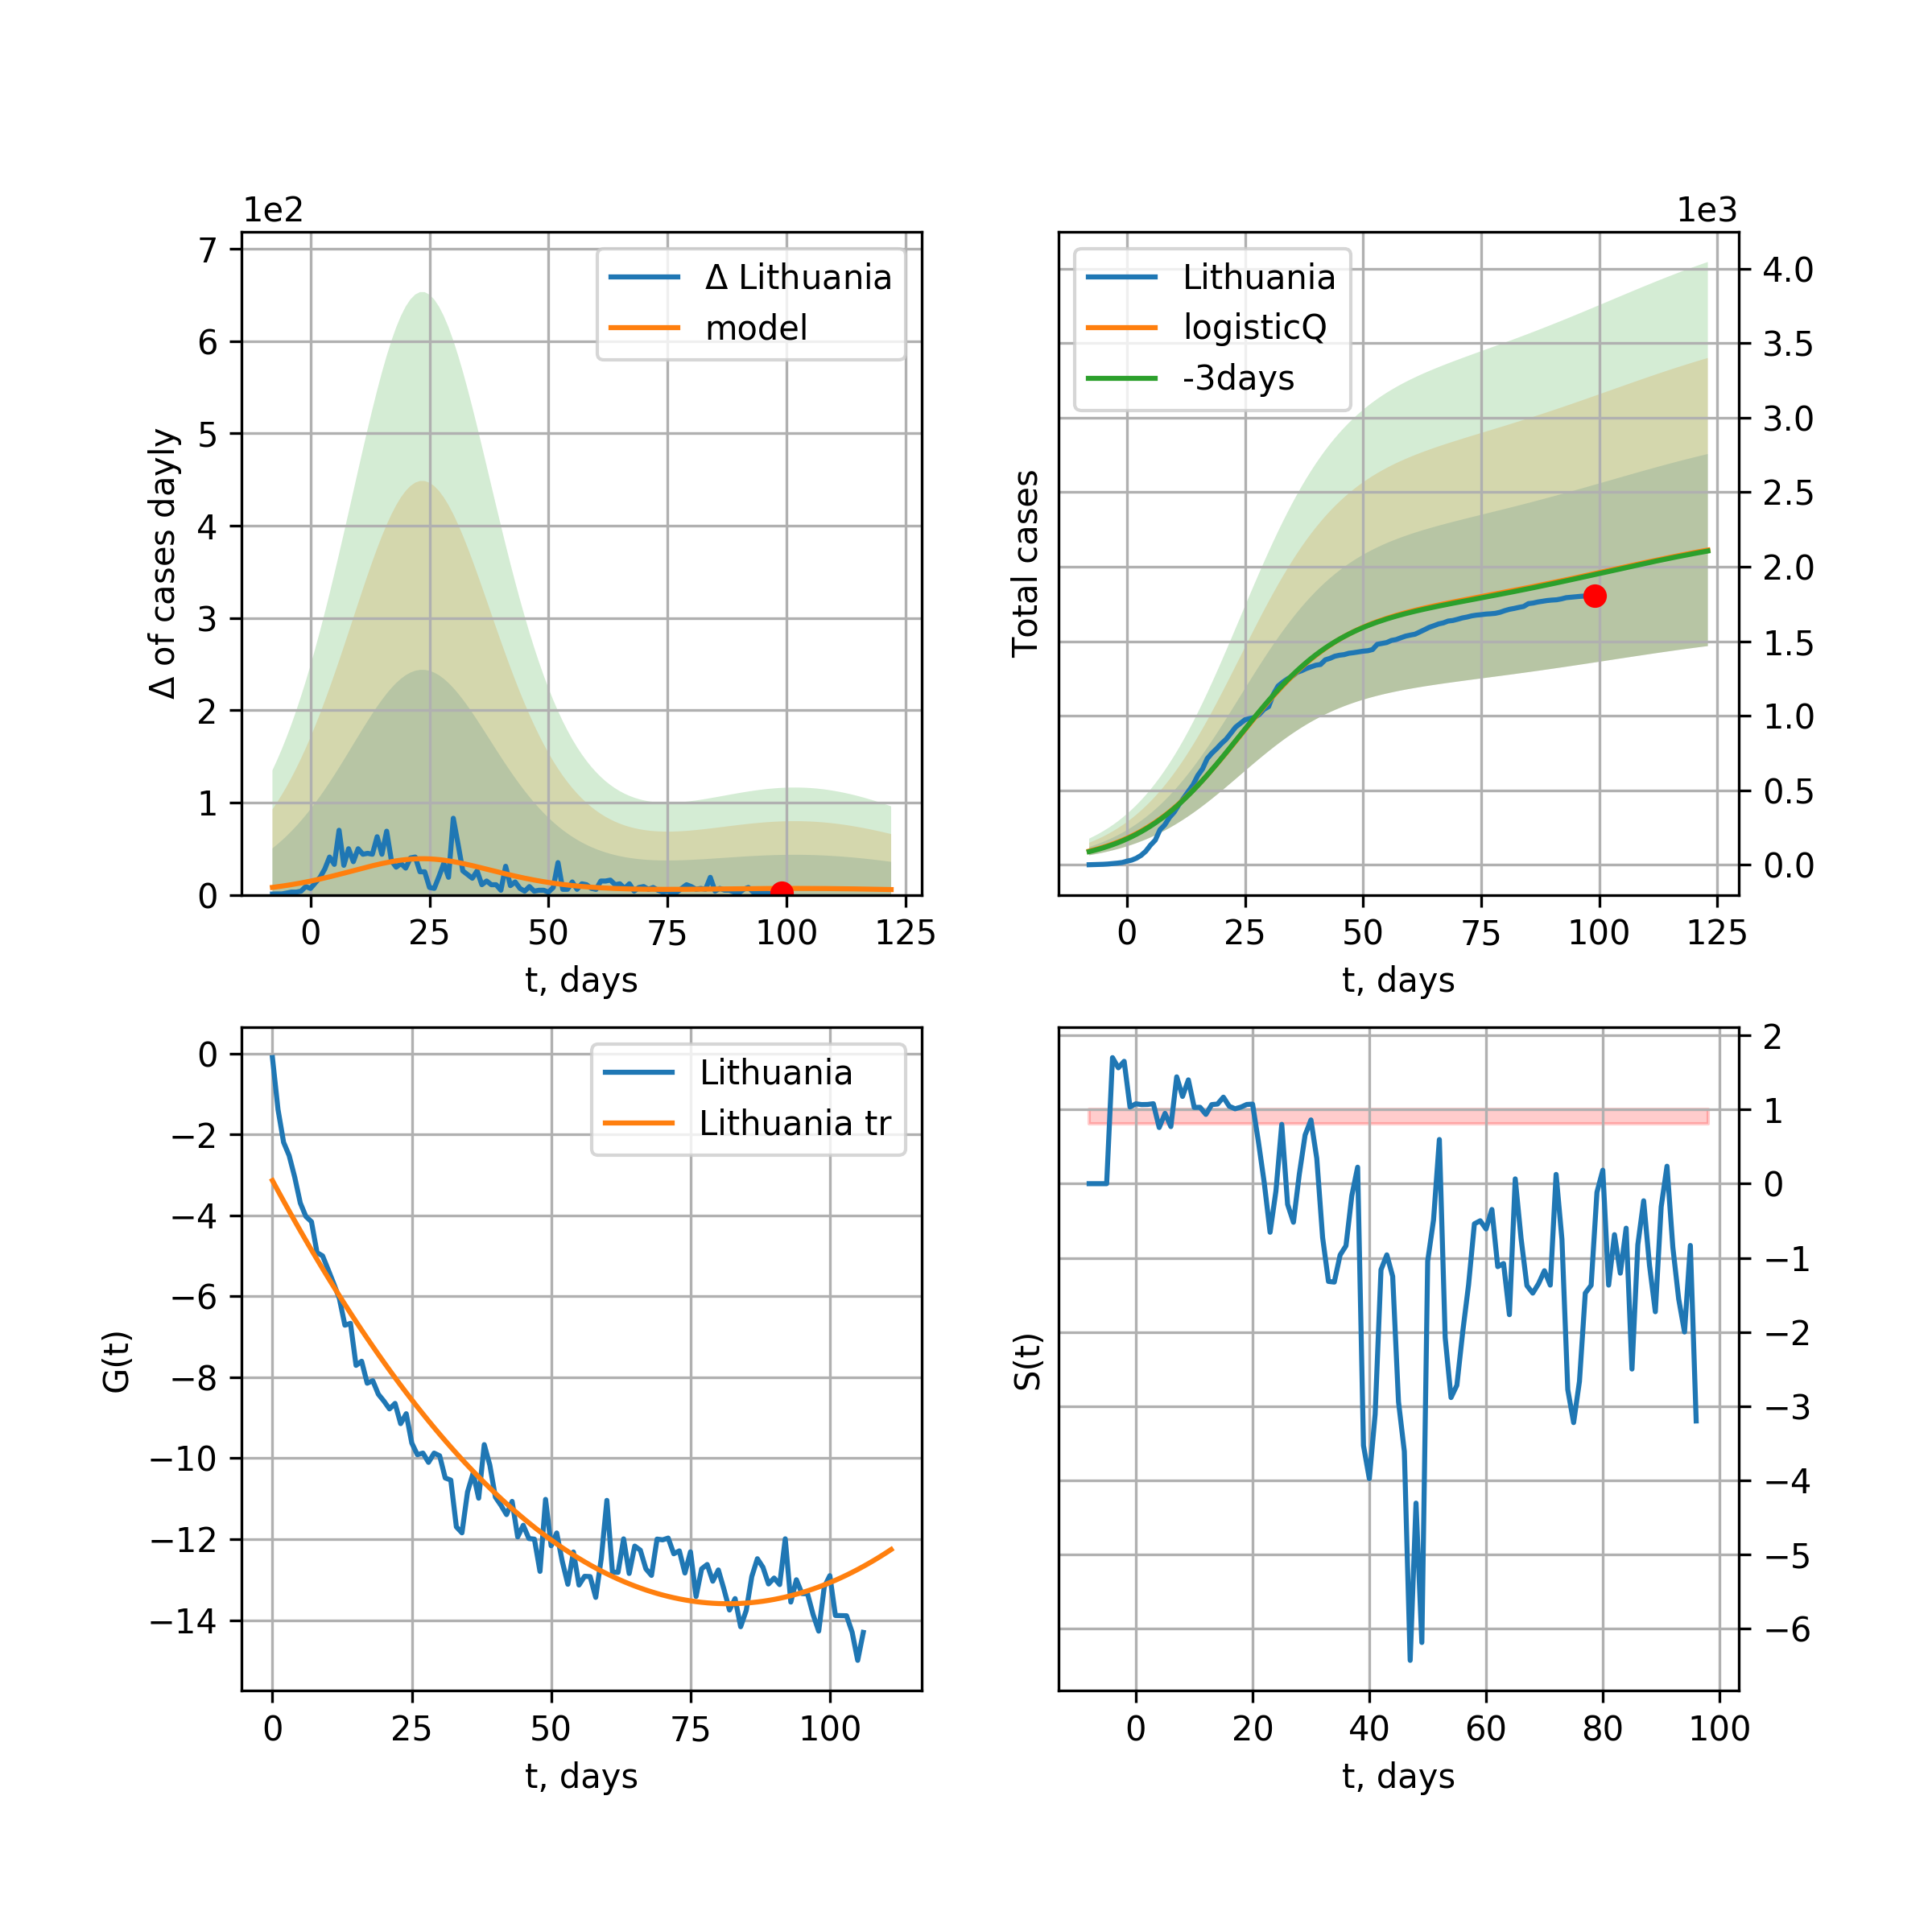 1e2
7
6
5
4
3
2
1
0
Δ of cases dayly
Δ Lithuania
model
0 25 50 75 100 125
t, days
1e3
4.0
3.5
3.0
2.5
2.0
1.5
1.0
0.5
0.0
Total cases
Lithuania
logisticQ
-3days
0 25 50 75 100 125
t, days
0
−2
−4
−6
−8
−10
−12
−14
G(t)
Lithuania
Lithuania tr
0 25 50 75 100
t, days
2
1
0
−1
−2
−3
−4
−5
−6
S(t)
0 20 40 60 80 100
t, days